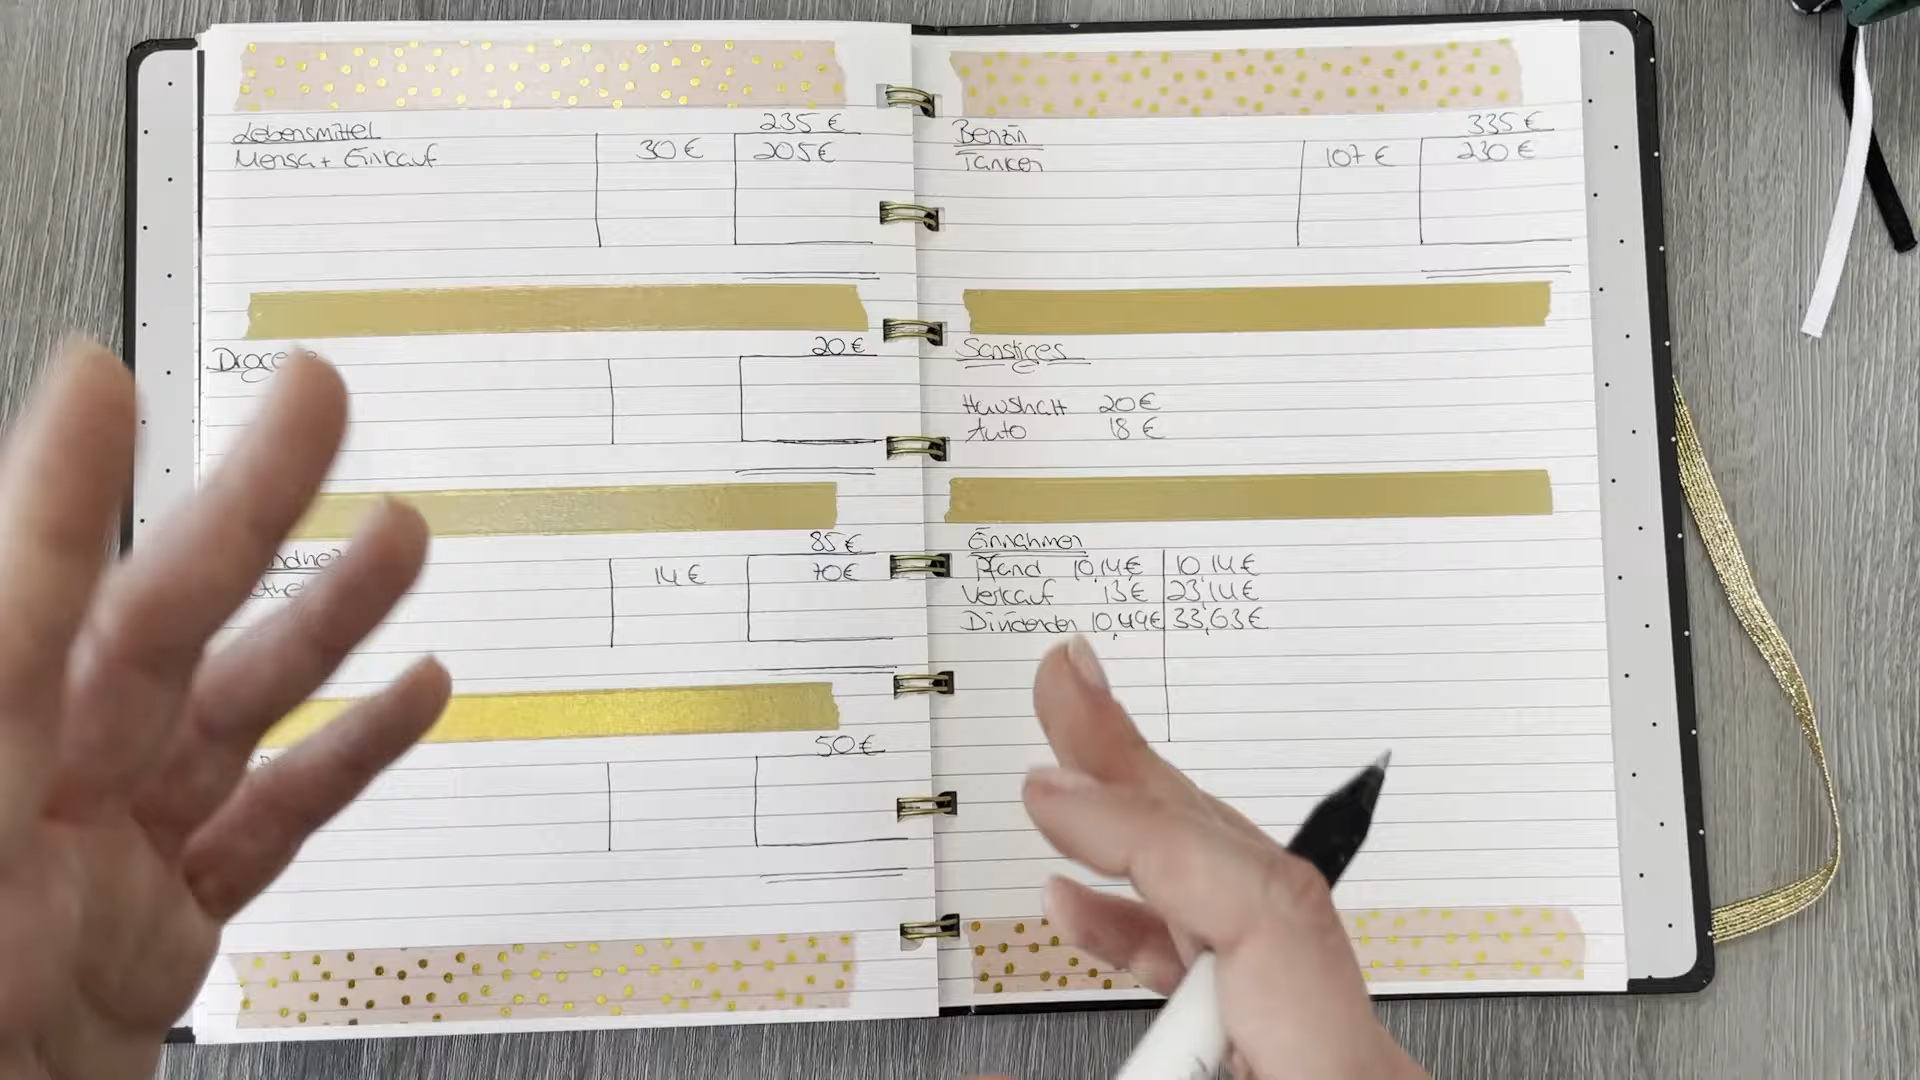 235€
Lebensmittel
Mensa + Einkauf 30€ 205€
20€
85€
14€ 70€
50€
335€
Benzin
Tanken 107€ 230€
Sonstiges
Haushalt 20€
Auto 18€
Einnahmen
Pfand 10,14€ 10,14€
Verkauf 13€ 23,14€
Dividenden 10,49€ 33,63€